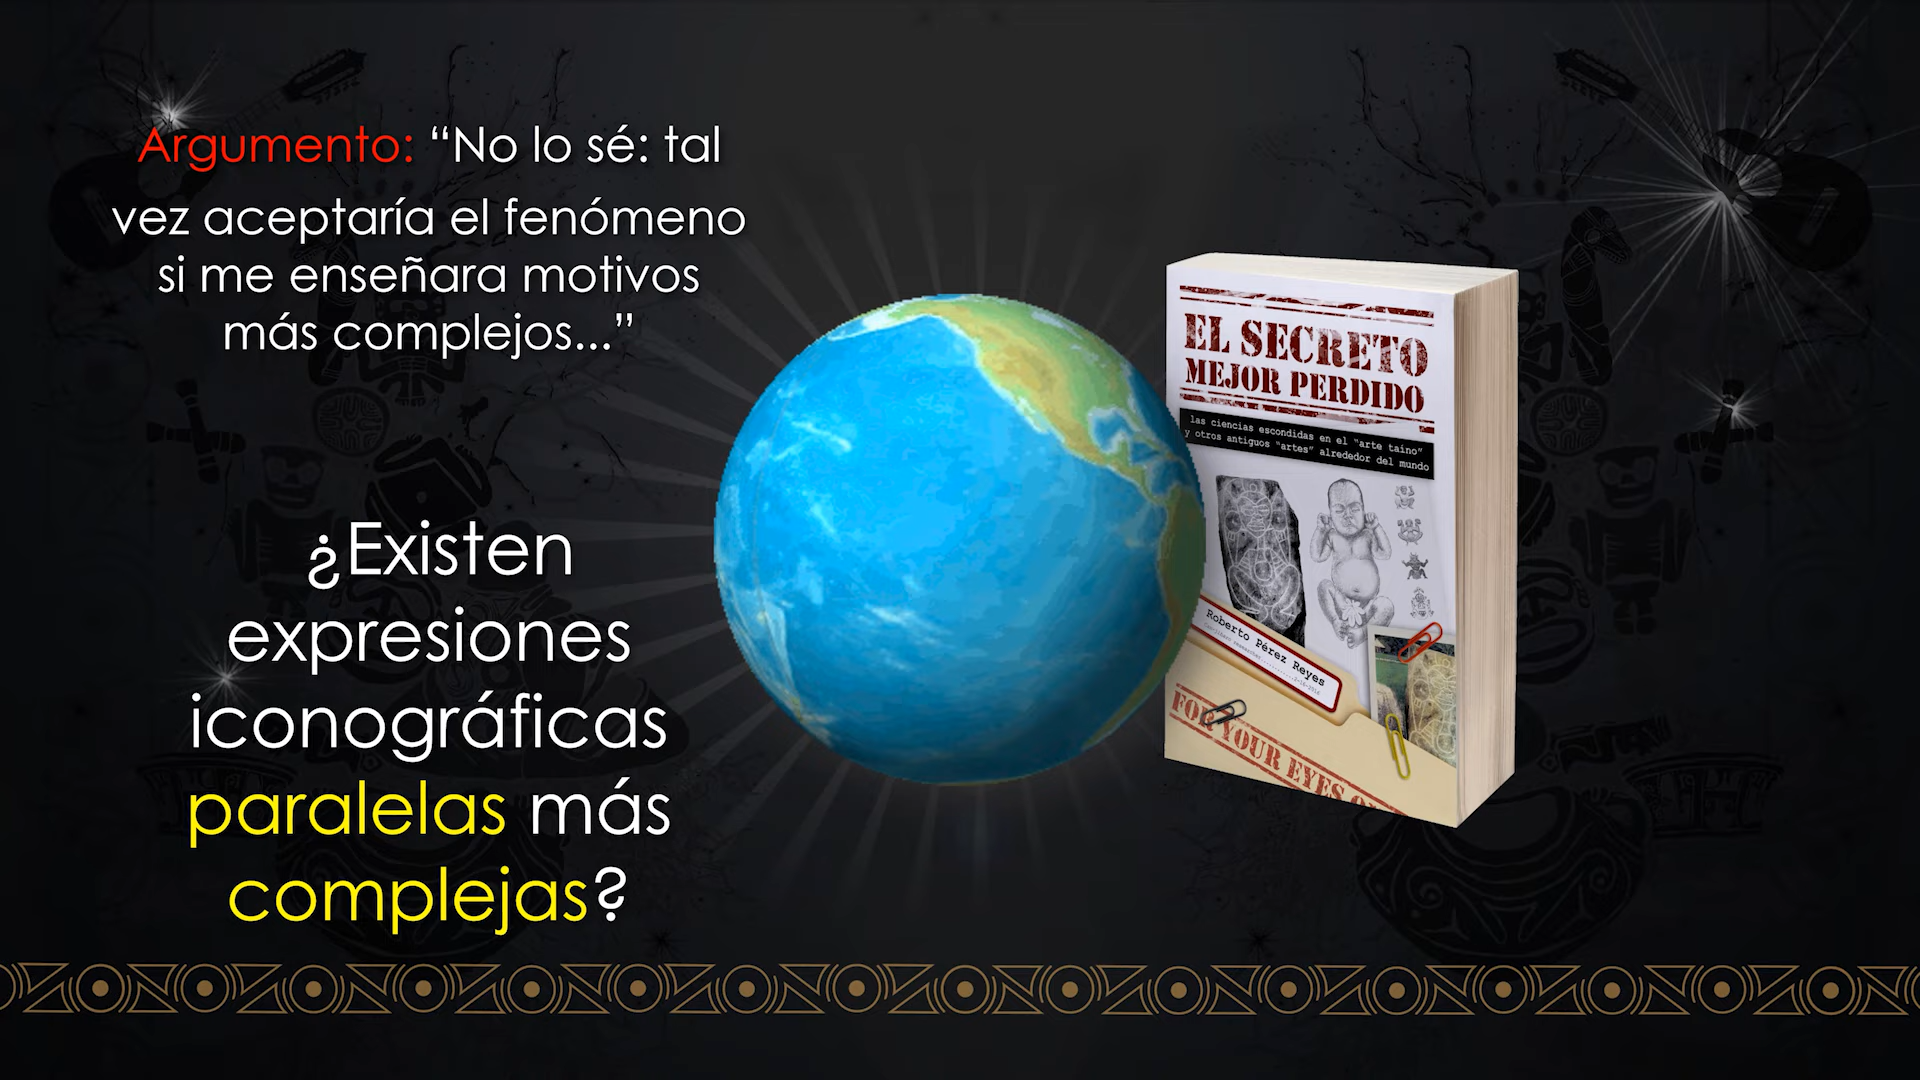 Argumento: “No lo sé: tal
vez aceptaría el fenómeno
si me enseñara motivos
más complejos...”
¿Existen
expresiones
iconográficas
paralelas más
complejas?
EL SECRETO
MEJOR PERDIDO
las ciencias escondidas en el "arte taíno"
y otros antiguos "artes" alrededor del mundo
Roberto Pérez Reyes
FOR YOUR EYES